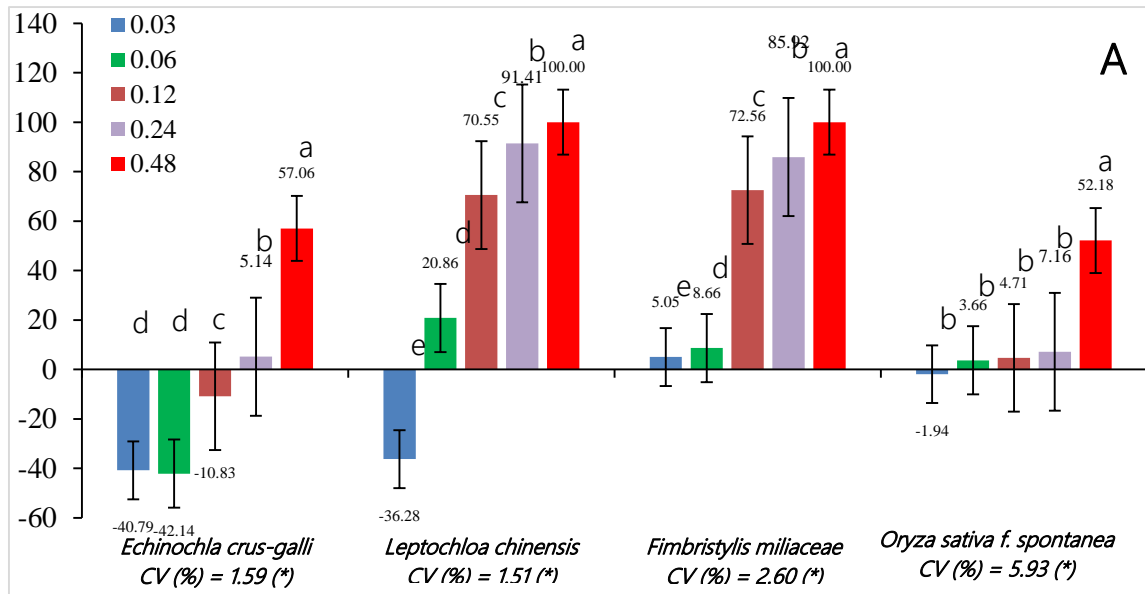 140
120
100
80
60
40
20
0
-20
-40
-60
0.03
0.06
0.12
0.24
0.48
A
d
d
c
b
a
-40.79
-42.14
-10.83
5.14
57.06
e
d
c
b
a
-36.28
20.86
70.55
91.41
100.00
e
d
c
b
a
5.05
8.66
72.56
85.92
100.00
b
b
b
b
a
-1.94
3.66
4.71
7.16
52.18
Echinochla crus-galli
CV (%) = 1.59 (*)
Leptochloa chinensis
CV (%) = 1.51 (*)
Fimbristylis miliaceae
CV (%) = 2.60 (*)
Oryza sativa f. spontanea
CV (%) = 5.93 (*)